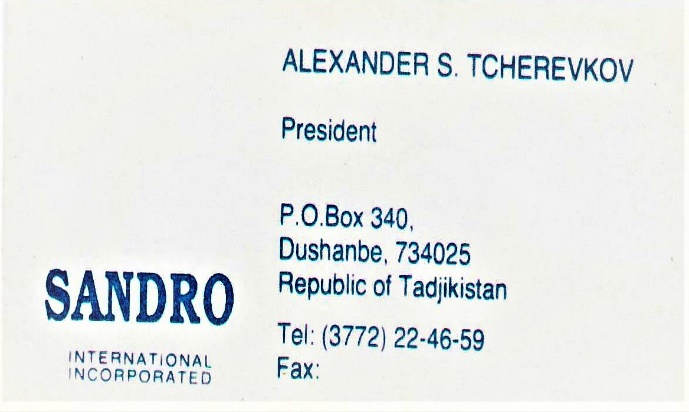 ALEXANDER S. TCHEREVKOV
President
P.O.Box 340,
Dushanbe, 734025
Republic of Tadjikistan
Tel: (3772) 22-46-59
Fax:
SANDRO
INTERNATIONAL
INCORPORATED